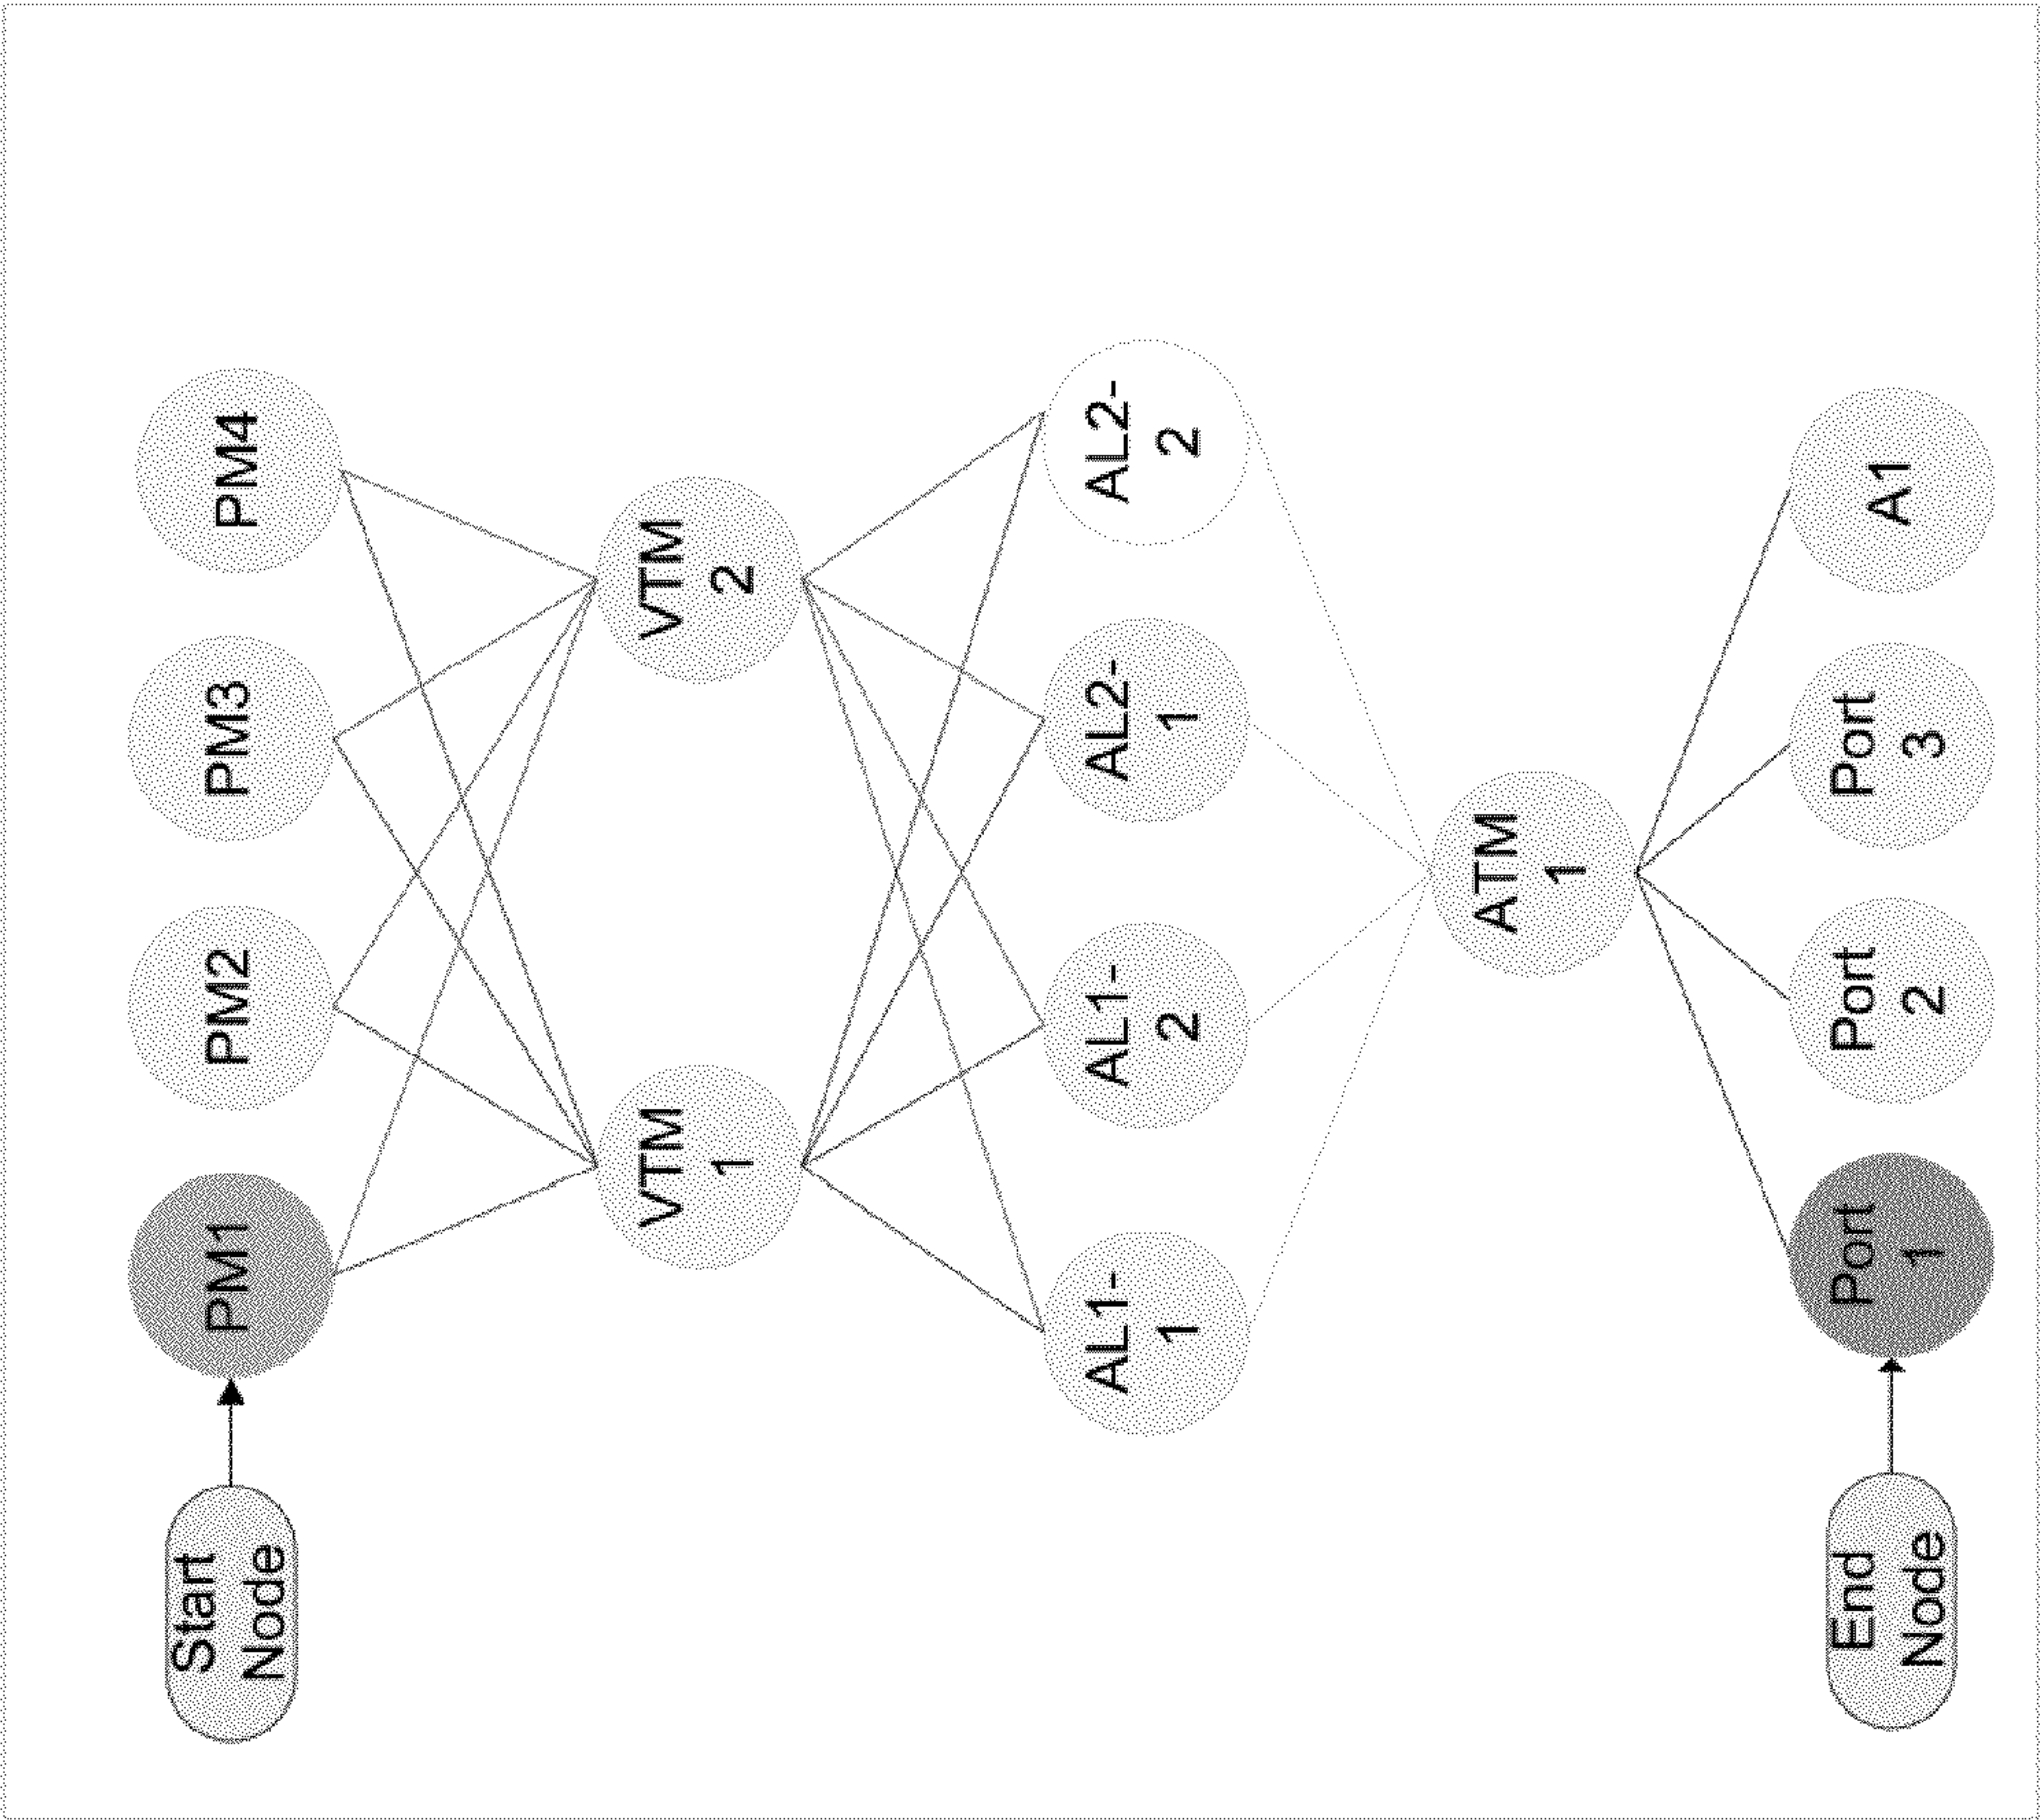 Start
Node
PM1
PM2
PM3
PM4
VTM
1
VTM
2
AL1-
1
AL1-
2
AL2-
1
AL2-
2
ATM
1
End
Node
Port
1
Port
2
Port
3
A1